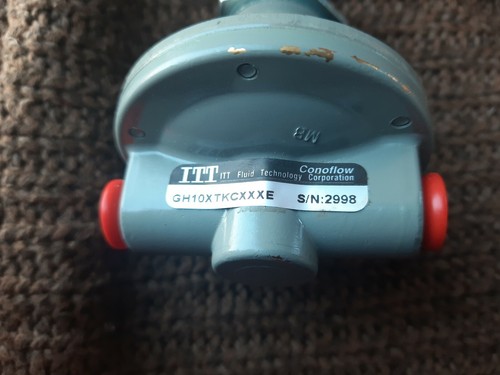 M8
ITT ITT Fluid Technology Conoflow Corporation
GH10XTKCXXXE S/N:2998